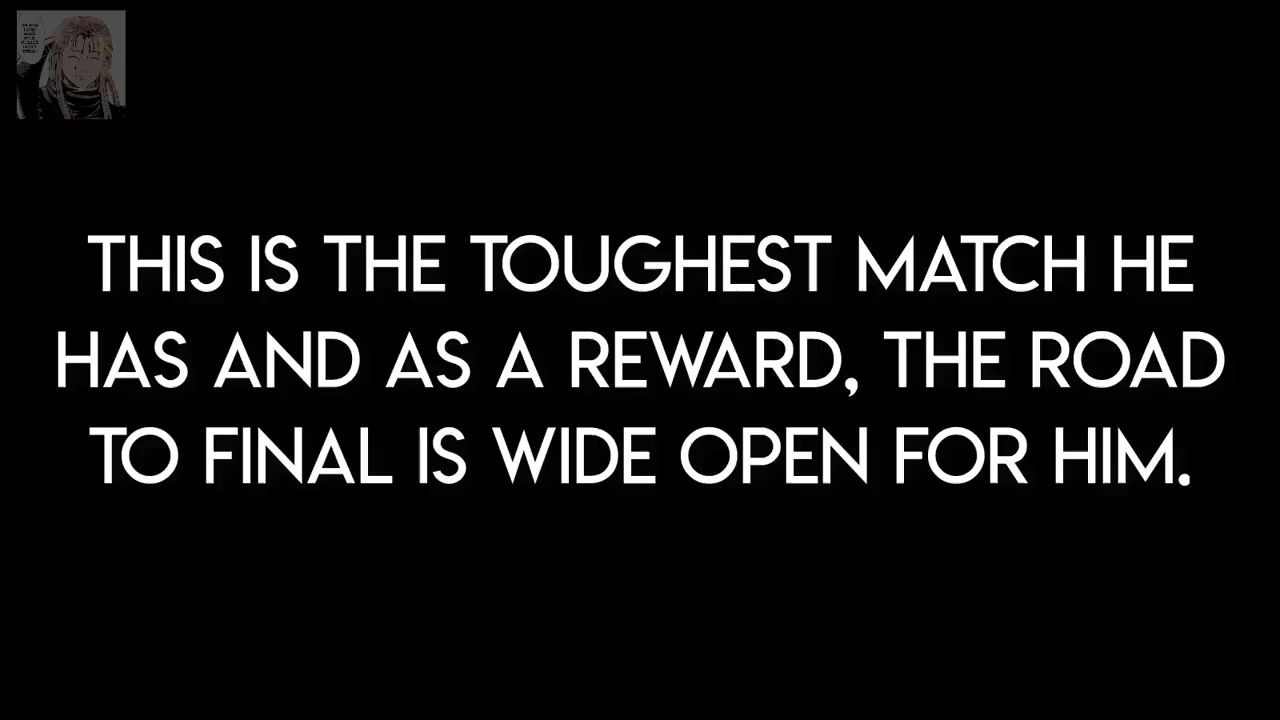 THIS IS THE TOUGHEST MATCH HE
HAS AND AS A REWARD, THE ROAD
TO FINAL IS WIDE OPEN FOR HIM.